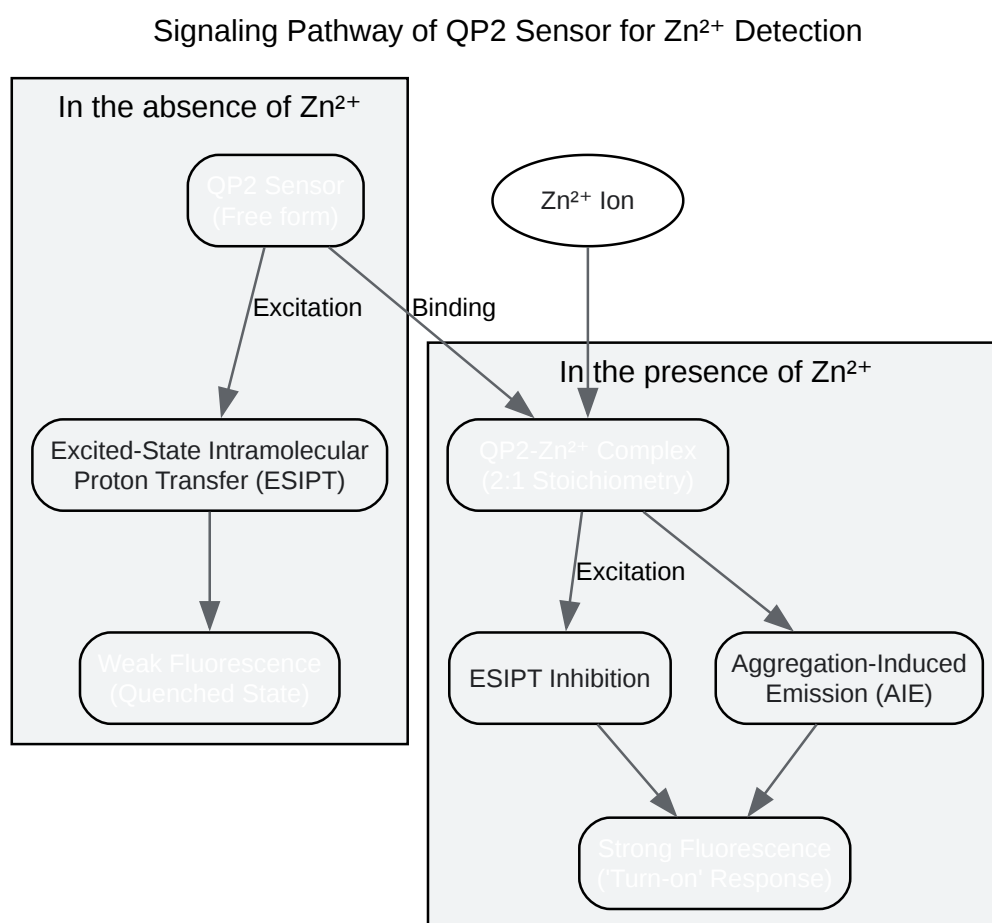 Signaling Pathway of QP2 Sensor for Zn²⁺ Detection
In the absence of Zn²⁺
QP2 Sensor
(Free form)
Zn²⁺ Ion
Excitation
Binding
In the presence of Zn²⁺
Excited-State Intramolecular
Proton Transfer (ESIPT)
QP2-Zn²⁺ Complex
(2:1 Stoichiometry)
Excitation
Weak Fluorescence
(Quenched State)
ESIPT Inhibition
Aggregation-Induced
Emission (AIE)
Strong Fluorescence
('Turn-on' Response)